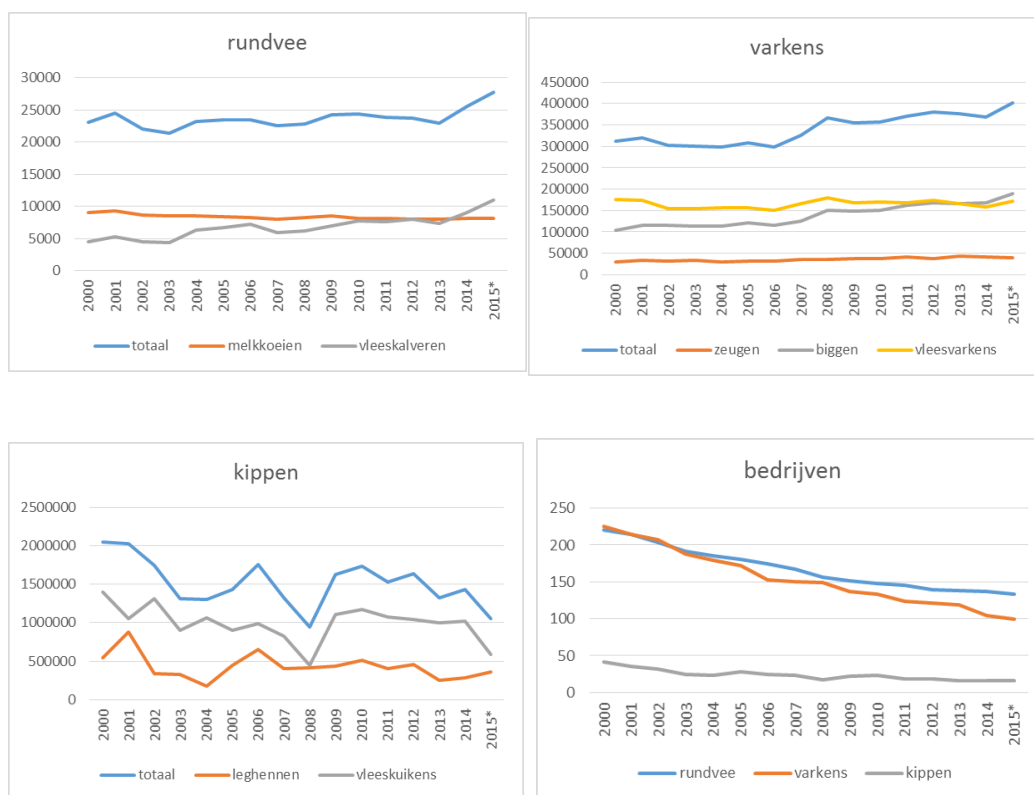 rundvee
30000
25000
20000
15000
10000
5000
0
2000 2001 2002 2003 2004 2005 2006 2007 2008 2009 2010 2011 2012 2013 2014 2015*
totaal melkkoeien vleeskalveren
varkens
450000
400000
350000
300000
250000
200000
150000
100000
50000
0
2000 2001 2002 2003 2004 2005 2006 2007 2008 2009 2010 2011 2012 2013 2014 2015*
totaal zeugen biggen vleesvarkens
kippen
2500000
2000000
1500000
1000000
500000
0
2000 2001 2002 2003 2004 2005 2006 2007 2008 2009 2010 2011 2012 2013 2014 2015*
totaal leghennen vleeskuikens
bedrijven
250
200
150
100
50
0
2000 2001 2002 2003 2004 2005 2006 2007 2008 2009 2010 2011 2012 2013 2014 2015*
rundvee varkens kippen